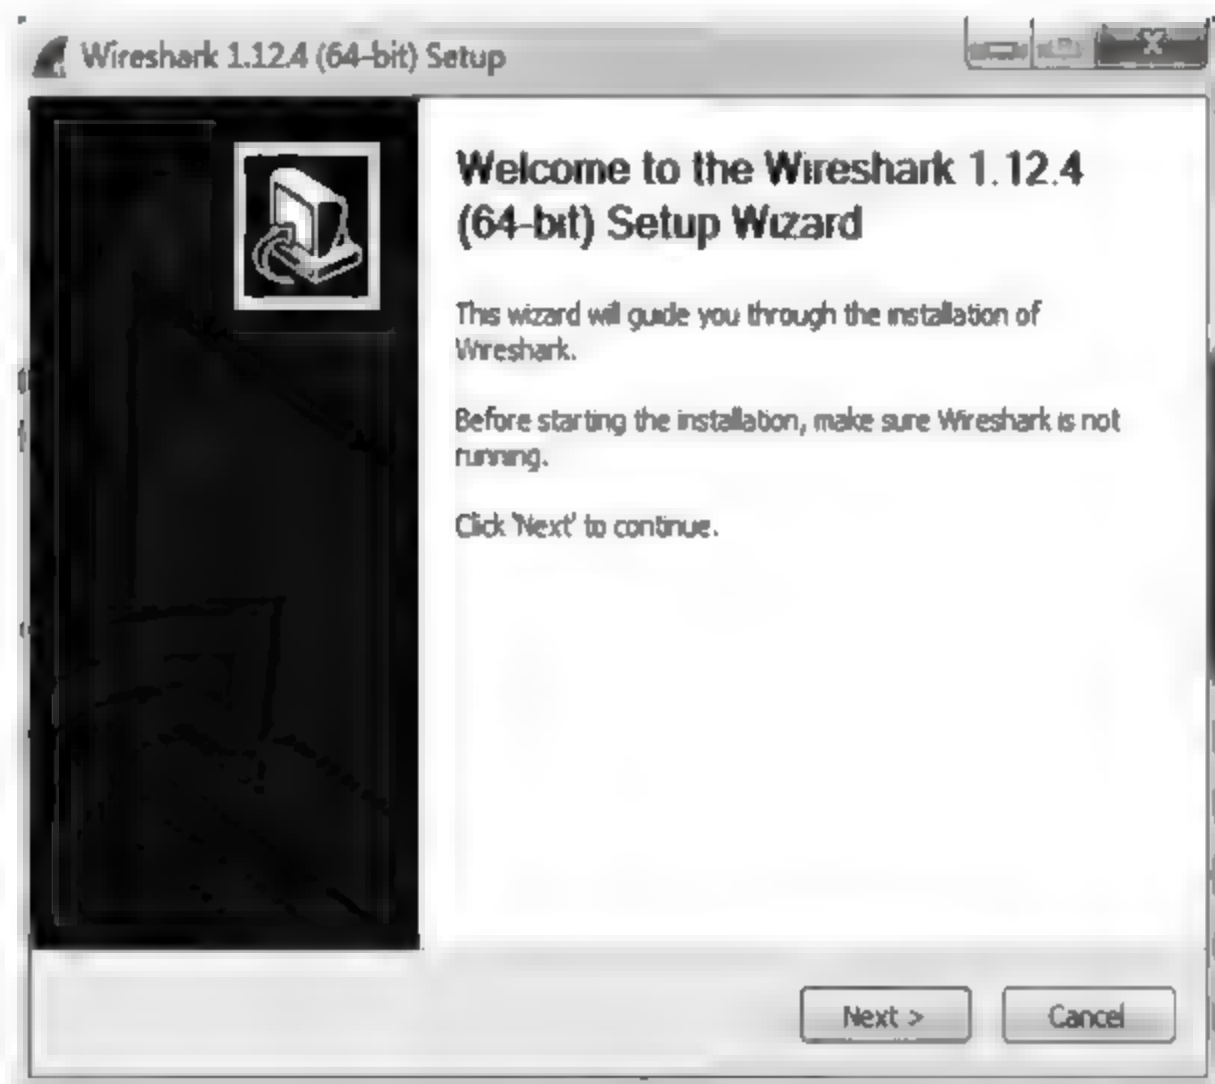 Wireshark 1.12.4 (64-bit) Setup
Welcome to the Wireshark 1.12.4
(64-bit) Setup Wizard
This wizard will guide you through the installation of
Wireshark.
Before starting the installation, make sure Wireshark is not
running.
Click 'Next' to continue.
Next >
Cancel